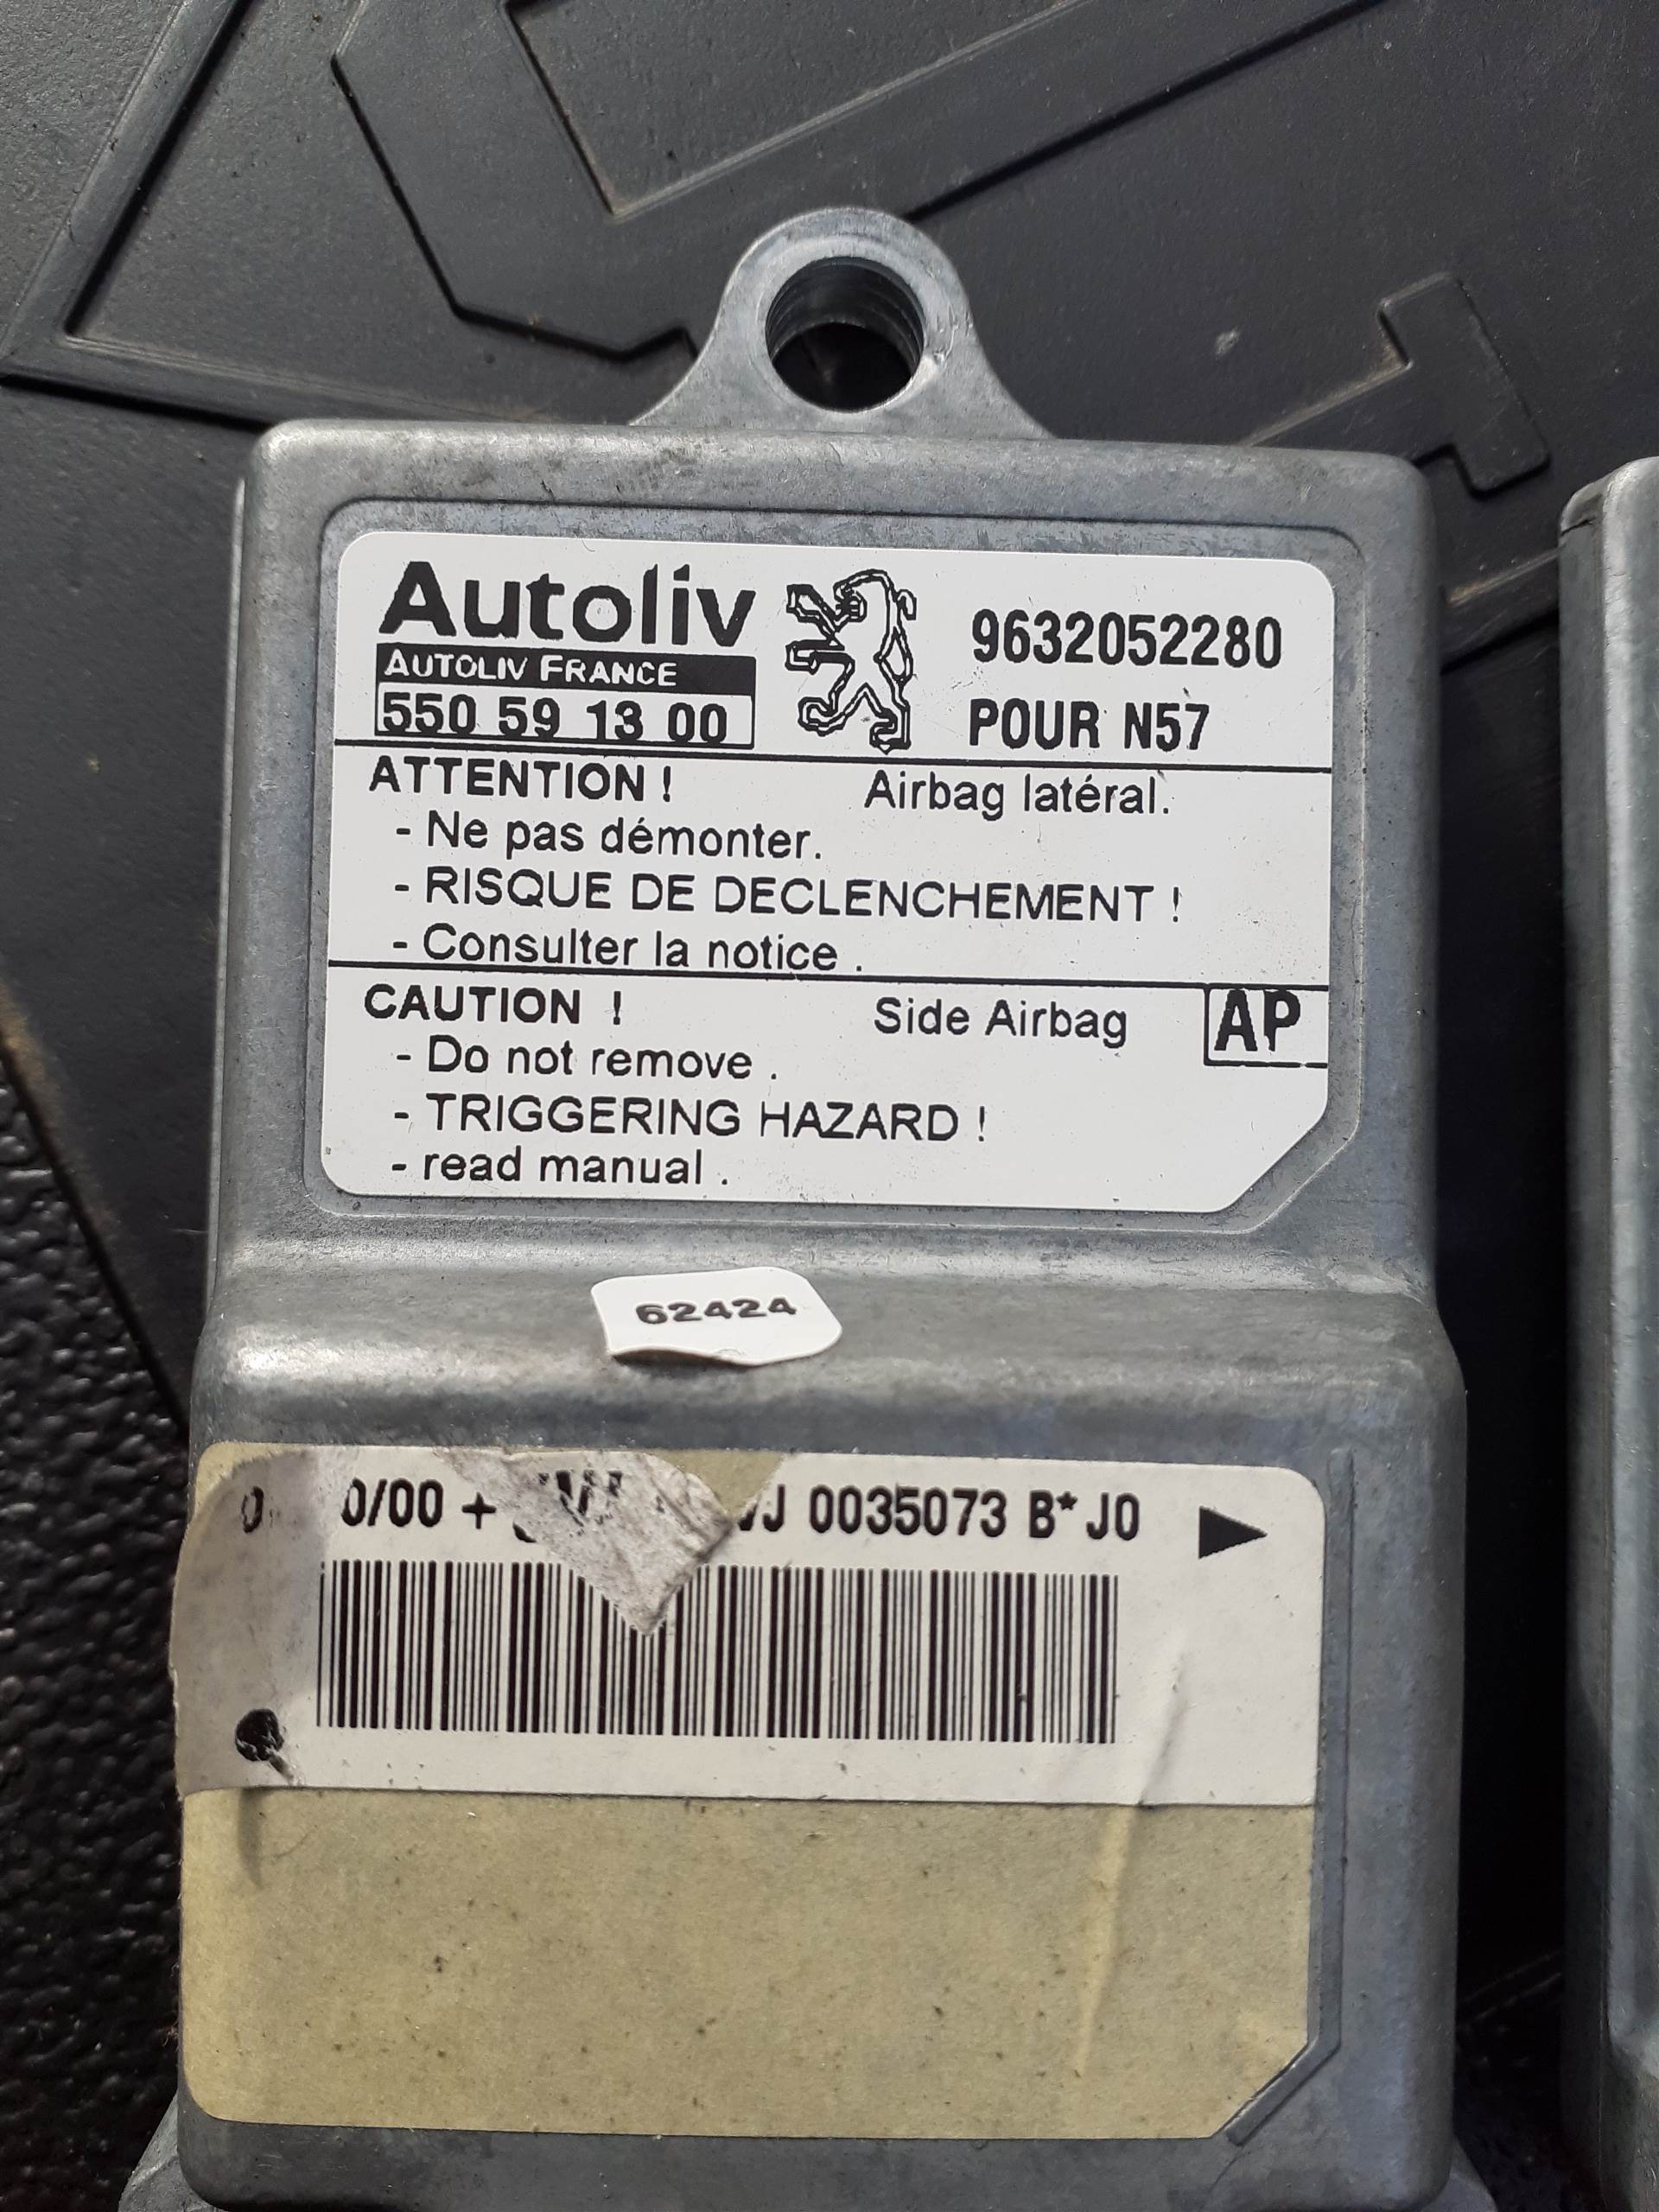 Autoliv
AUTOLIV FRANCE
550 59 13 00
9632052280
POUR N57
ATTENTION ! Airbag latéral.
- Ne pas démonter.
- RISQUE DE DECLENCHEMENT !
- Consulter la notice .
CAUTION ! Side Airbag AP
- Do not remove .
- TRIGGERING HAZARD !
- read manual .
62424
0/00 + 0035073 B*J0